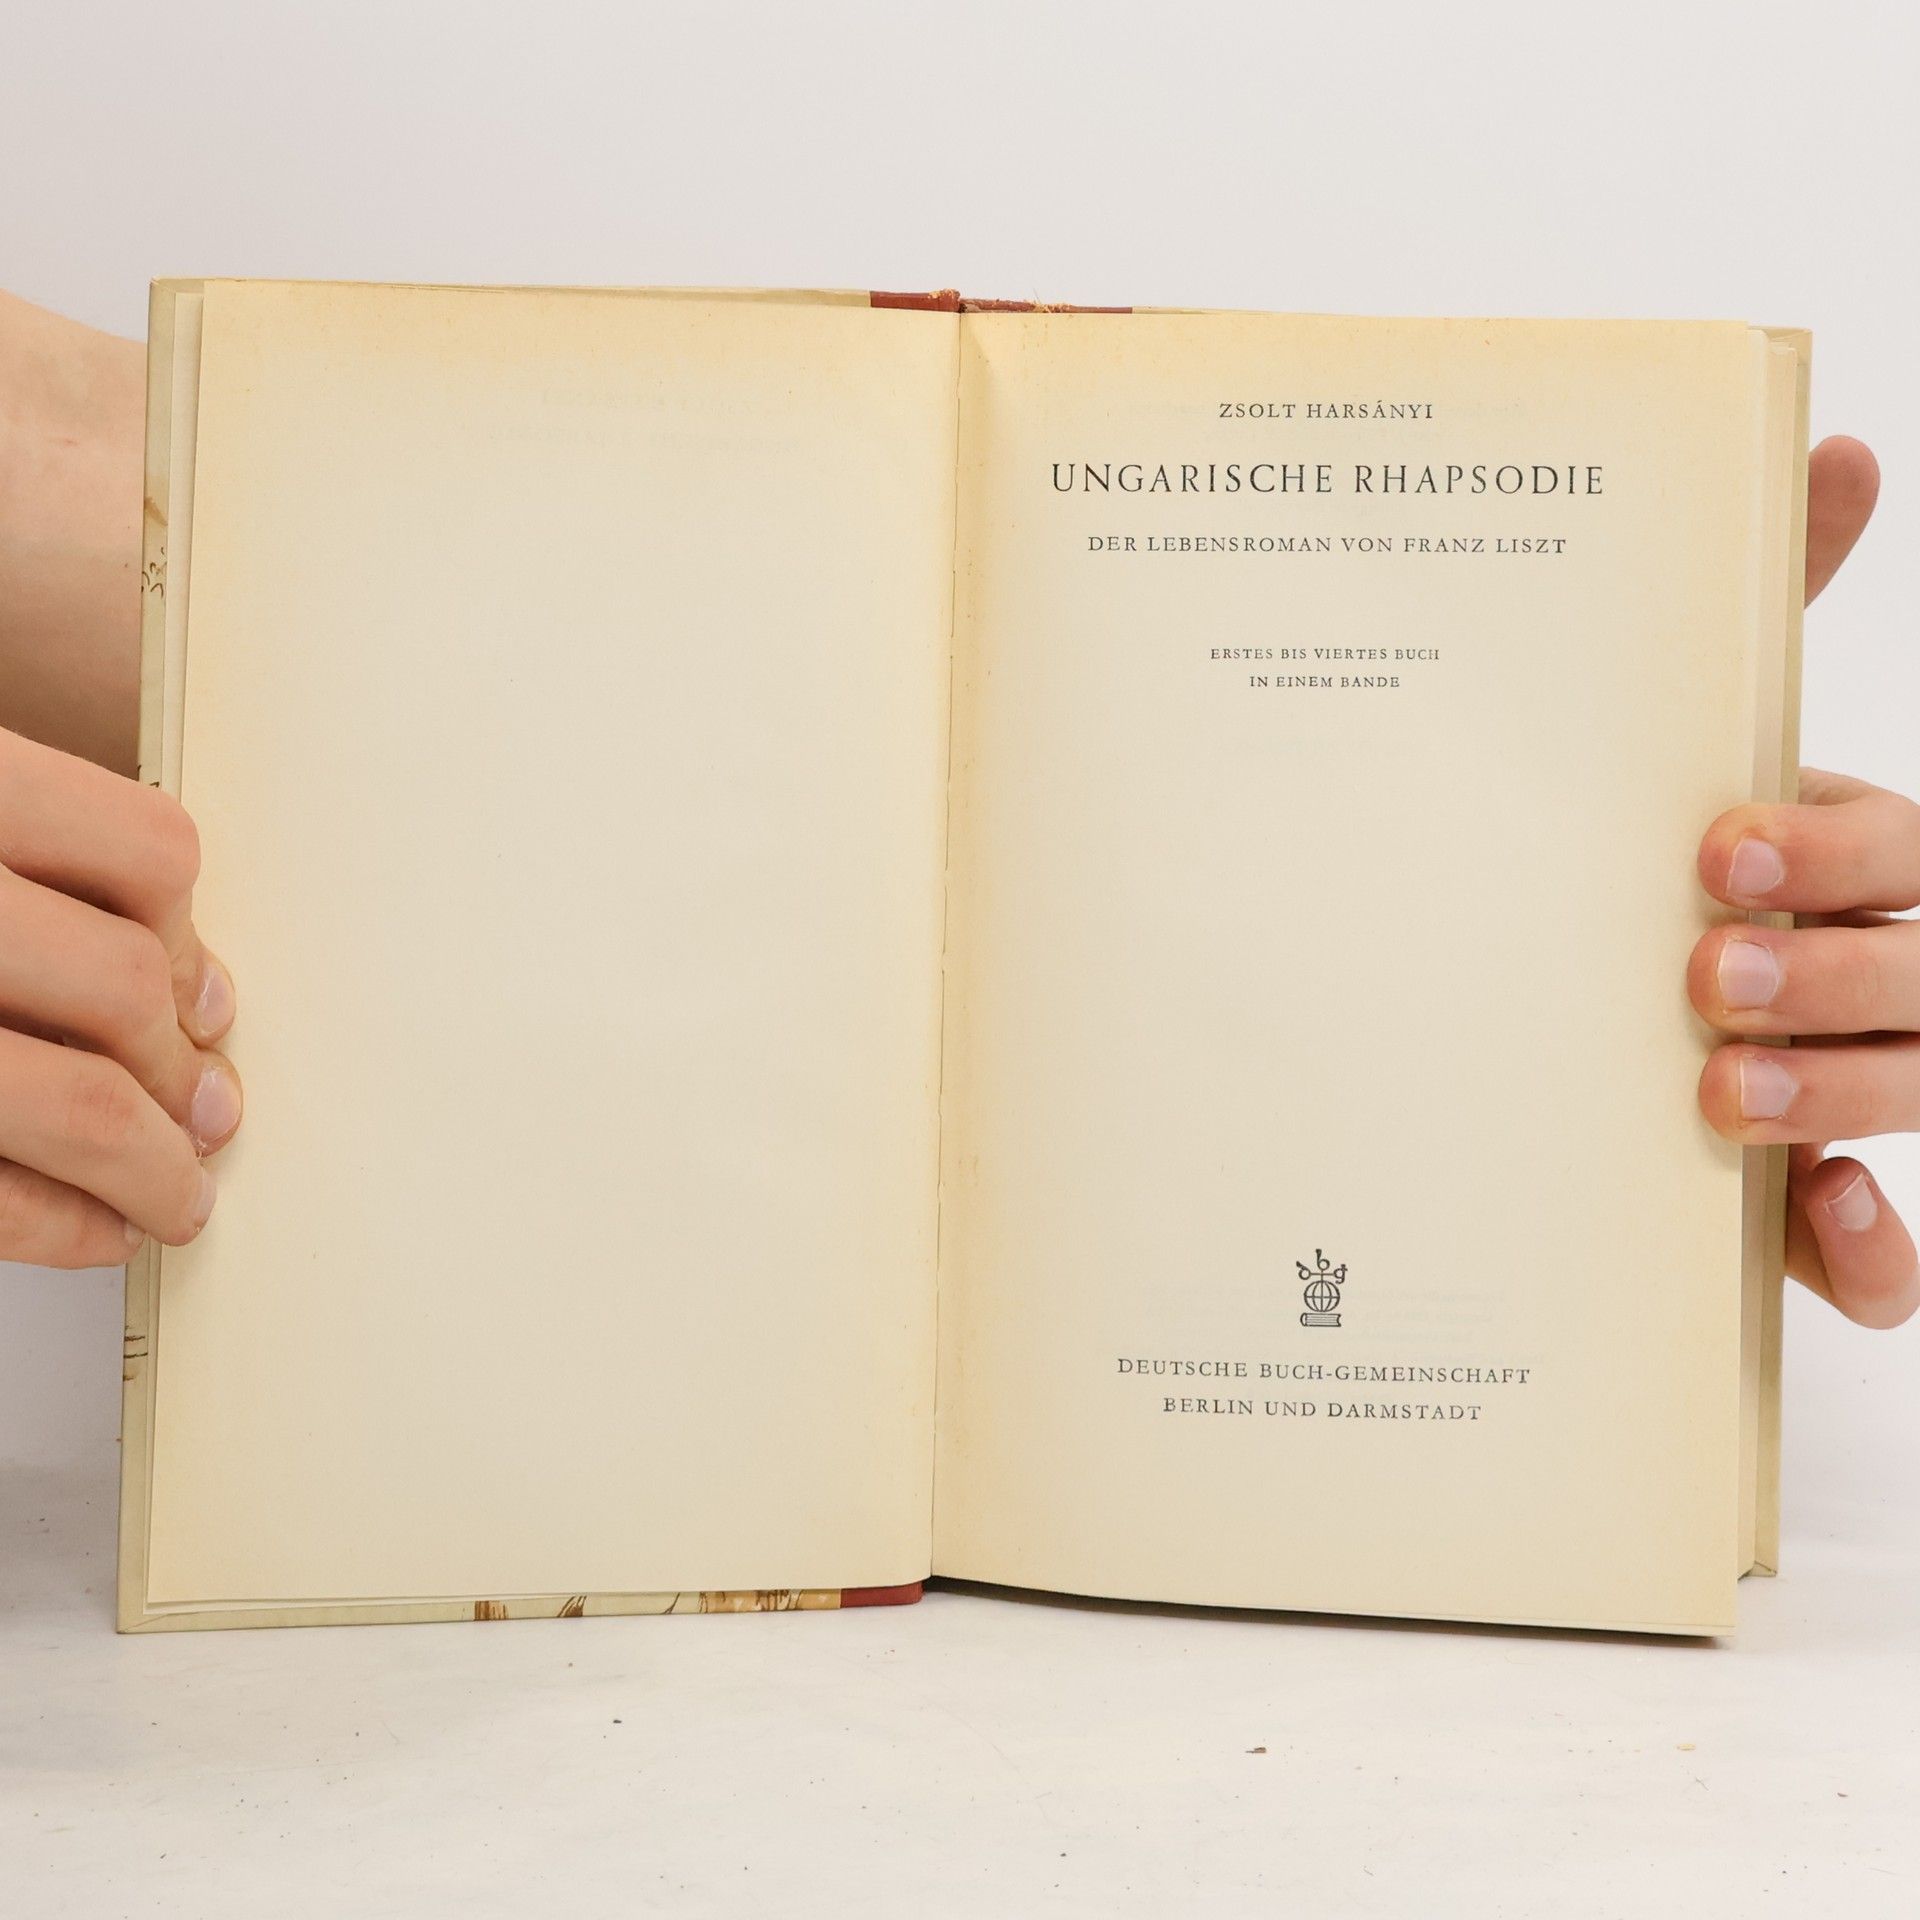 ZSOLT HARSÁNYI
UNGARISCHE RHAPSODIE
DER LEBENSROMAN VON FRANZ LISZT
ERSTES BIS VIERTES BUCH
IN EINEM BANDE
dbg
DEUTSCHE BUCH-GEMEINSCHAFT
BERLIN UND DARMSTADT